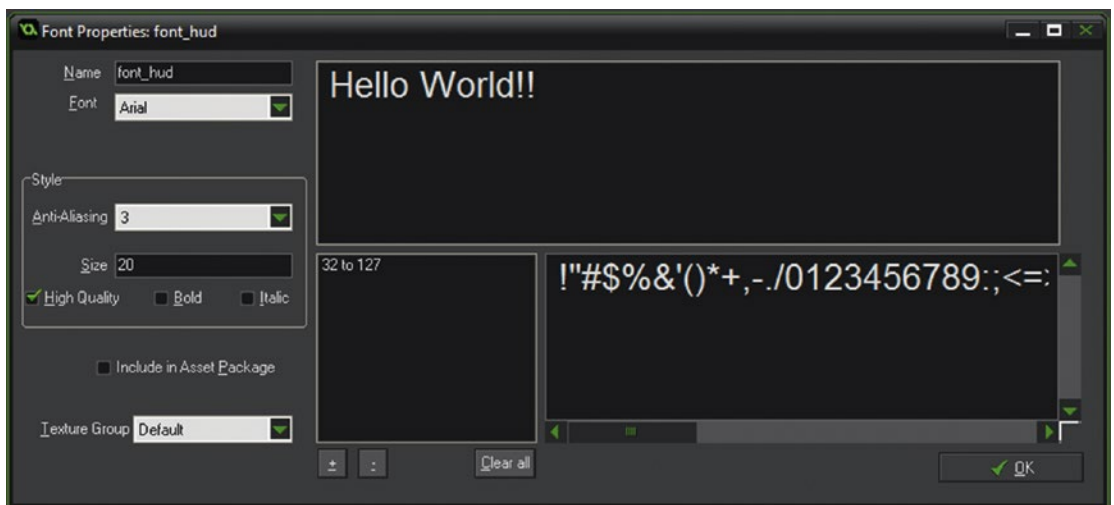 Font Properties: font_hud
Name font_hud
Font Arial
Hello World!!
Style
Anti-Aliasing 3
Size 20
High Quality Bold Italic
32 to 127
!"#$%&'()*+,-./0123456789:;<=
Include in Asset Package
Texture Group Default
+ - Clear all
OK